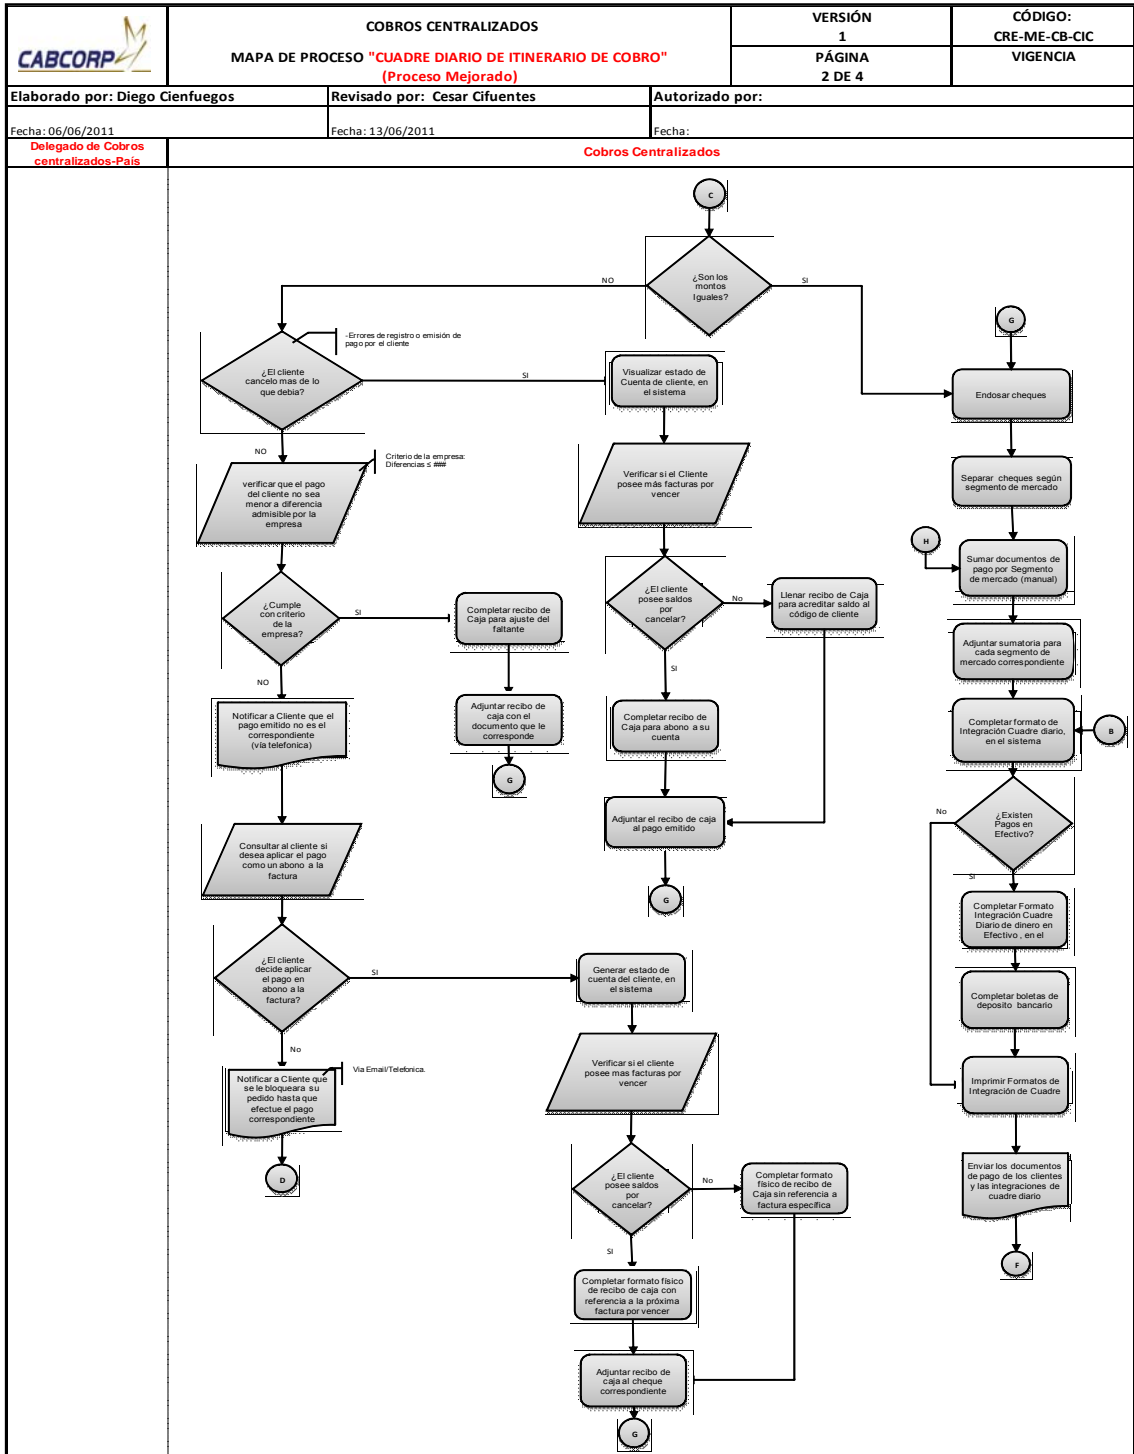 CABCORP
COBROS CENTRALIZADOS
MAPA DE PROCESO "CUADRE DIARIO DE ITINERARIO DE COBRO"
(Proceso Mejorado)
VERSIÓN
1
CÓDIGO:
CRE-ME-CB-CIC
PÁGINA
2 DE 4
VIGENCIA
Elaborado por: Diego Cienfuegos
Revisado por: Cesar Cifuentes
Autorizado por:
Fecha: 06/06/2011
Fecha: 13/06/2011
Fecha:
Delegado de Cobros
centralizados-País
Cobros Centralizados
C
¿Son los
montos
Iguales?
NO
SI
-Errores de registro o emisión de
pago por el cliente
¿El cliente
cancelo mas de lo
que debia?
SI
NO
Visualizar estado de
Cuenta de cliente, en
el sistema
G
Endosar cheques
Criterio de la empresa:
Diferencias ≤ ###
verificar que el pago
del cliente no sea
menor a diferencia
admisible por la
empresa
Verificar si el Cliente
posee más facturas por
vencer
Separar cheques según
segmento de mercado
H
Sumar documentos de
pago por Segmento
de mercado (manual)
¿Cumple
con criterio
de la
empresa?
SI
NO
Completar recibo de
Caja para ajuste del
faltante
¿El cliente
posee saldos
por
cancelar?
No
SI
Llenar recibo de Caja
para acreditar saldo al
código de cliente
Adjuntar sumatoria para
cada segmento de
mercado correspondiente
Notificar a Cliente que el
pago emitido no es el
correspondiente
(vía telefonica)
Adjuntar recibo de
caja con el
documento que le
corresponde
G
Completar recibo de
Caja para abono a su
cuenta
Completar formato de
Integración Cuadre diario,
en el sistema
B
Consultar al cliente si
desea aplicar el pago
como un abono a la
factura
Adjuntar el recibo de caja
al pago emitido
G
¿Existen
Pagos en
Efectivo?
No
SI
Completar Formato
Integración Cuadre
Diario de dinero en
Efectivo , en el
¿El cliente
decide aplicar
el pago en
abono a la
factura?
SI
No
Generar estado de
cuenta del cliente, en
el sistema
Completar boletas de
deposito bancario
Via Email/Telefonica.
Notificar a Cliente que
se le bloqueara su
pedido hasta que
efectue el pago
correspondiente
D
Verificar si el cliente
posee mas facturas por
vencer
Imprimir Formatos de
Integración de Cuadre
¿El cliente
posee saldos
por
cancelar?
No
SI
Completar formato
físico de recibo de
Caja sin referencia a
factura específica
Enviar los documentos
de pago de los clientes
y las integraciones de
cuadre diario
F
Completar formato físico
de recibo de caja con
referencia a la próxima
factura por vencer
Adjuntar recibo de
caja al cheque
correspondiente
G